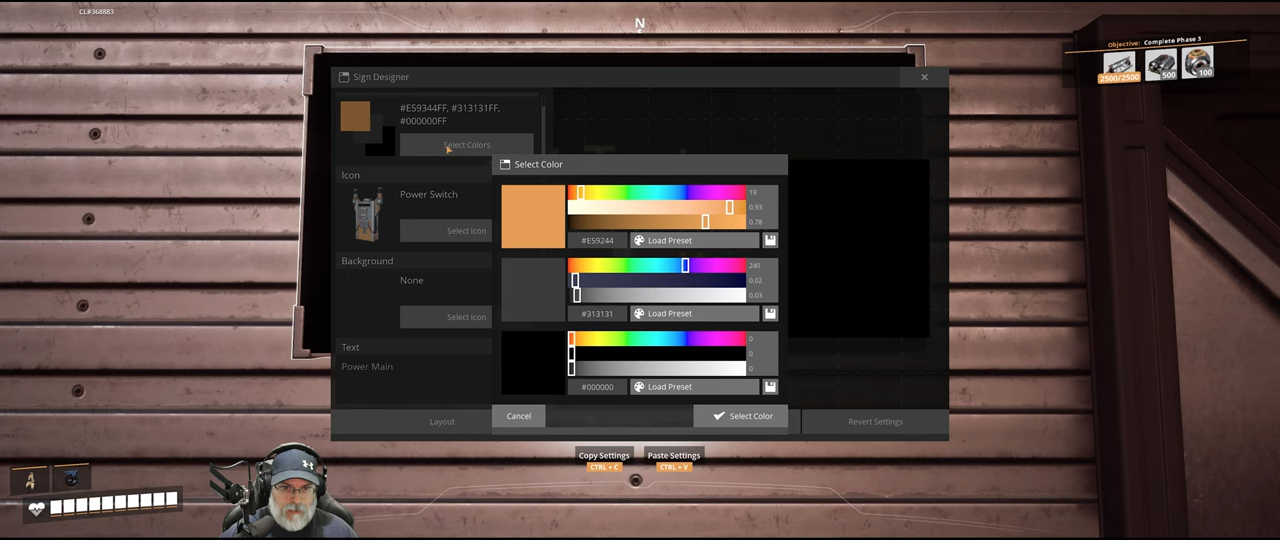 CL#368883
N
Objective: Complete Phase 3
2500/2500
500
100
Sign Designer
#E59344FF, #313131FF,
#000000FF
Select Colors
Icon
Power Switch
Select Icon
Background
None
Select Icon
Text
Power Main
Layout
Revert Settings
Select Color
19
0.93
0.78
#E59244
Load Preset
240
0.02
0.03
#313131
Load Preset
0
0
0
#000000
Load Preset
Cancel
Select Color
Copy Settings
Paste Settings
CTRL + C
CTRL + V